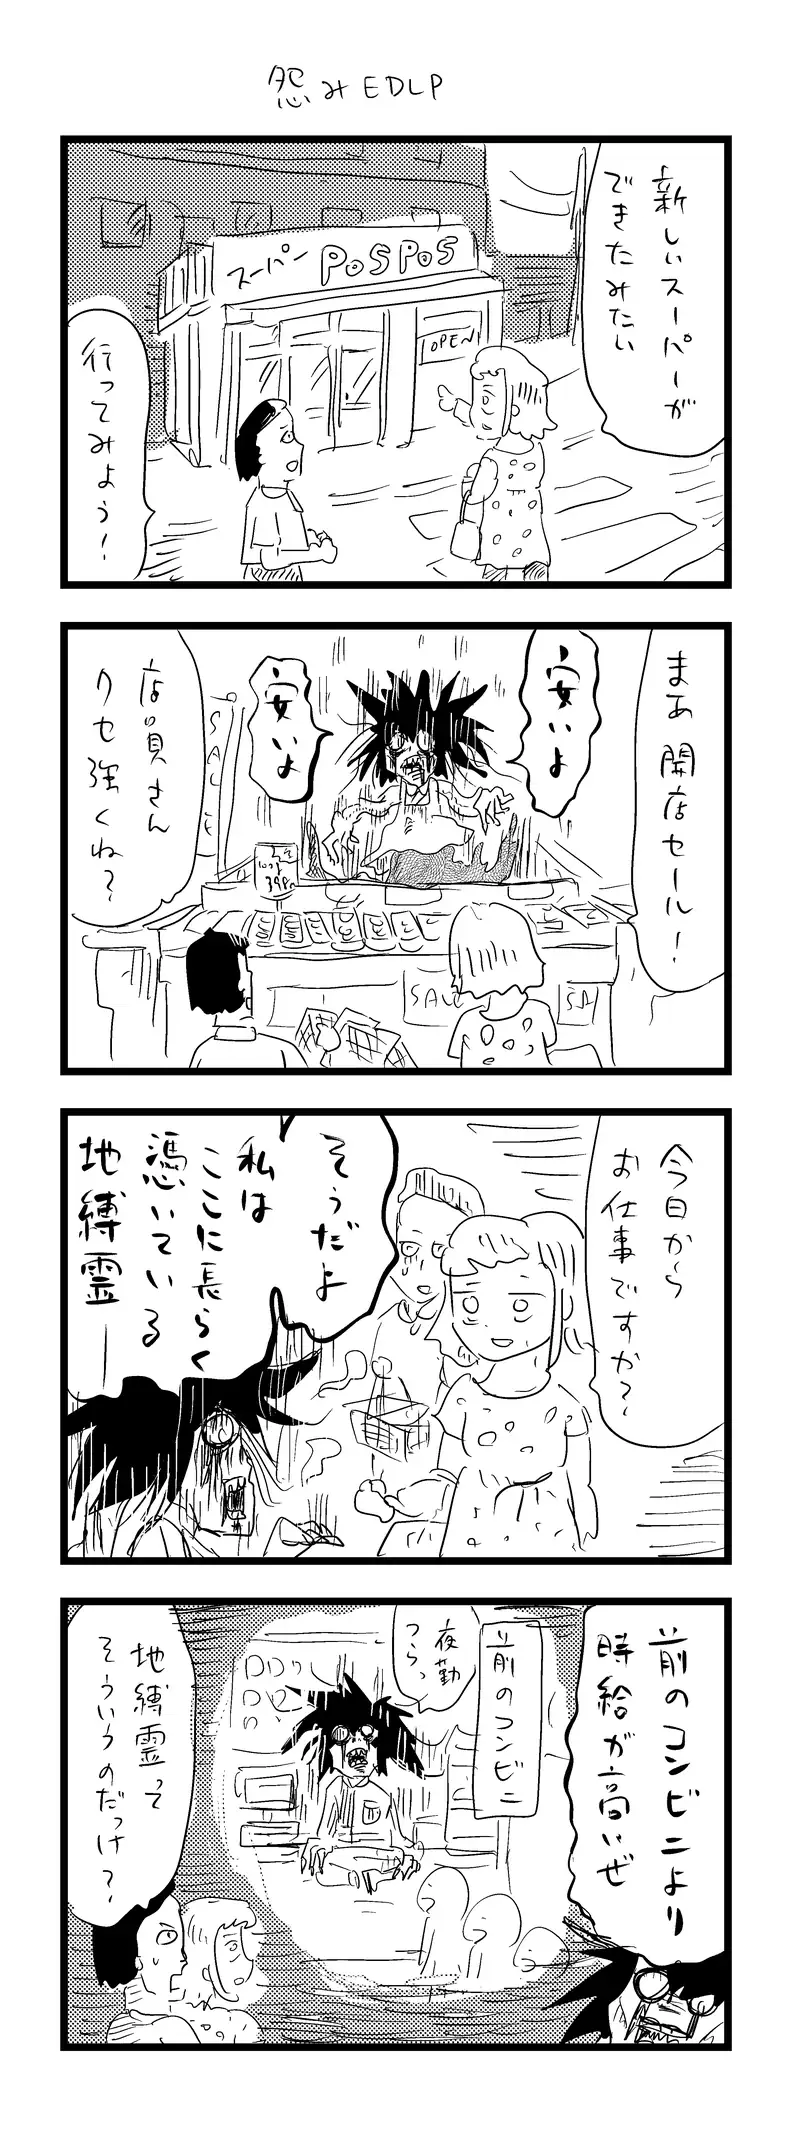 怨みEDLP
新しいスーパーが
できたみたい
スーパー POSPOS
OPEN
行ってみよう!
まあ開店セール!
安いよ
安いよ
店員さん
クセ強くね?
SALE
398
SALE
SA
今日から
お仕事ですか?
そうだよ
私は
ここに長らく
憑いている
地縛霊―
前のコンビニより
時給が高いぜ
前のコンビニ
夜勤
つらっ
地縛霊って
そういうのだっけ?